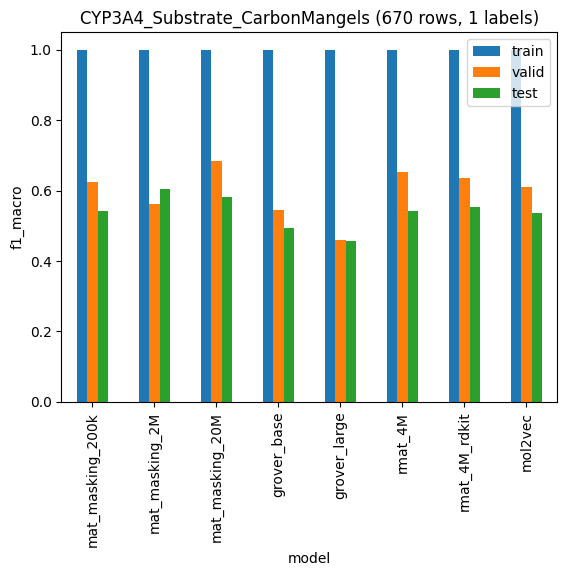 CYP3A4_Substrate_CarbonMangels (670 rows, 1 labels)
train
valid
test
f1_macro
1.0
0.8
0.6
0.4
0.2
0.0
mat_masking_200k
mat_masking_2M
mat_masking_20M
grover_base
grover_large
rmat_4M
rmat_4M_rdkit
mol2vec
model